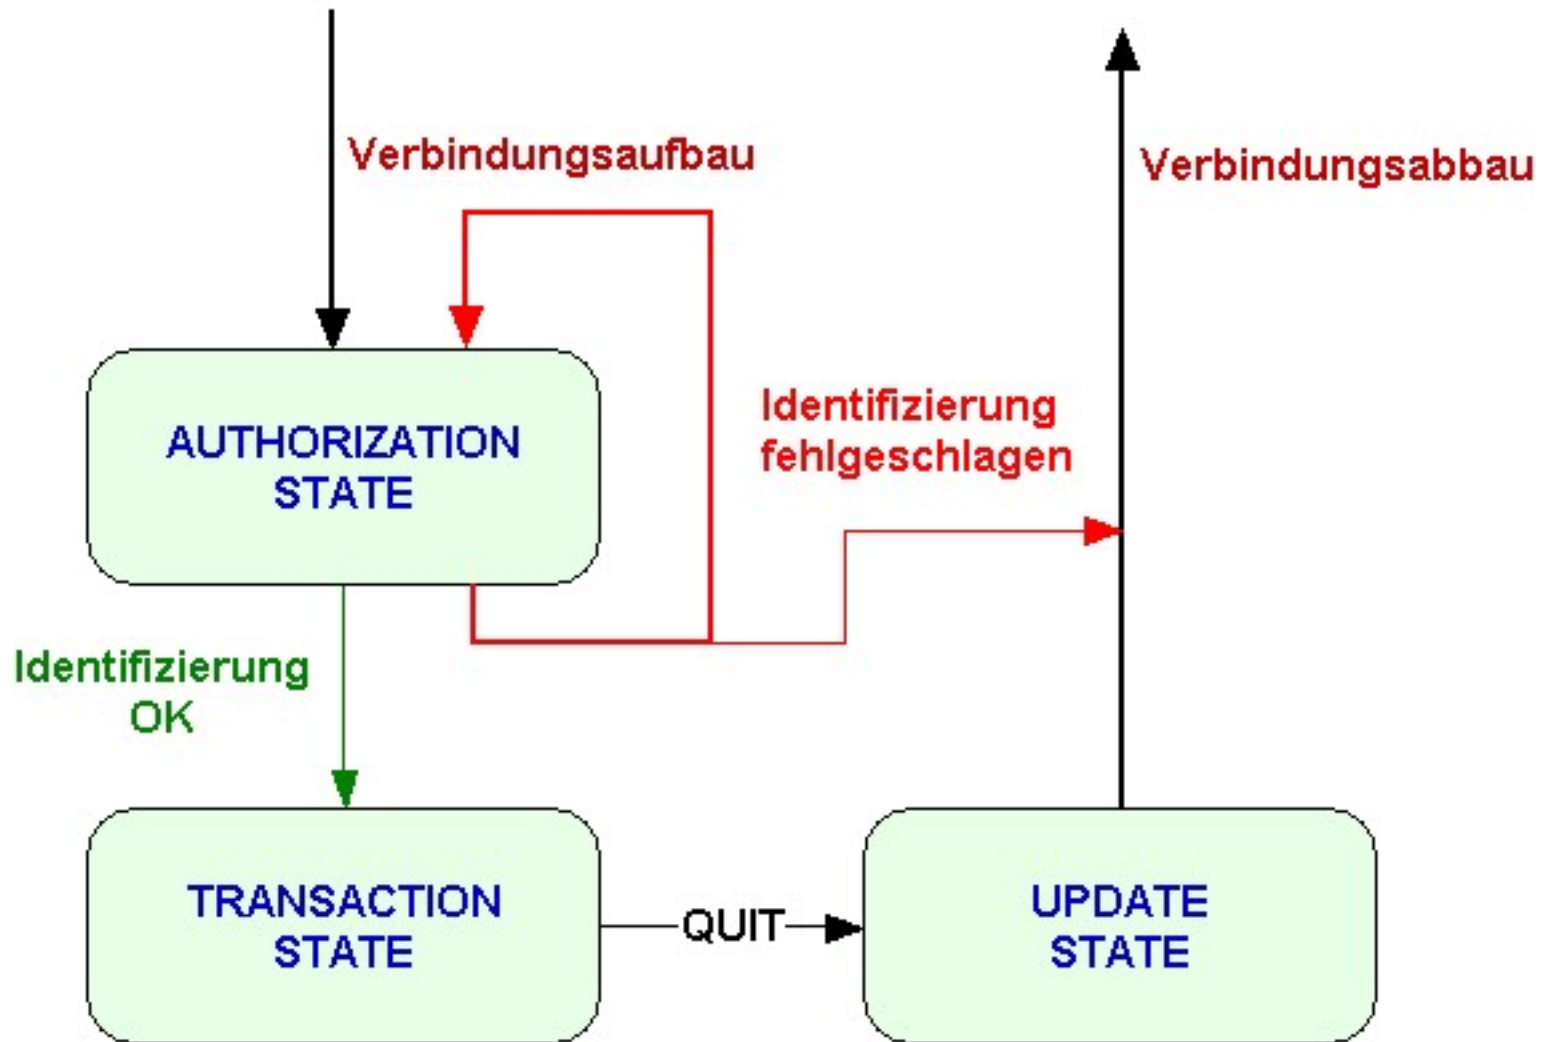 Verbindungsaufbau
Verbindungsabbau
Identifizierung
fehlgeschlagen
AUTHORIZATION
STATE
Identifizierung
OK
TRANSACTION
STATE
QUIT
UPDATE
STATE